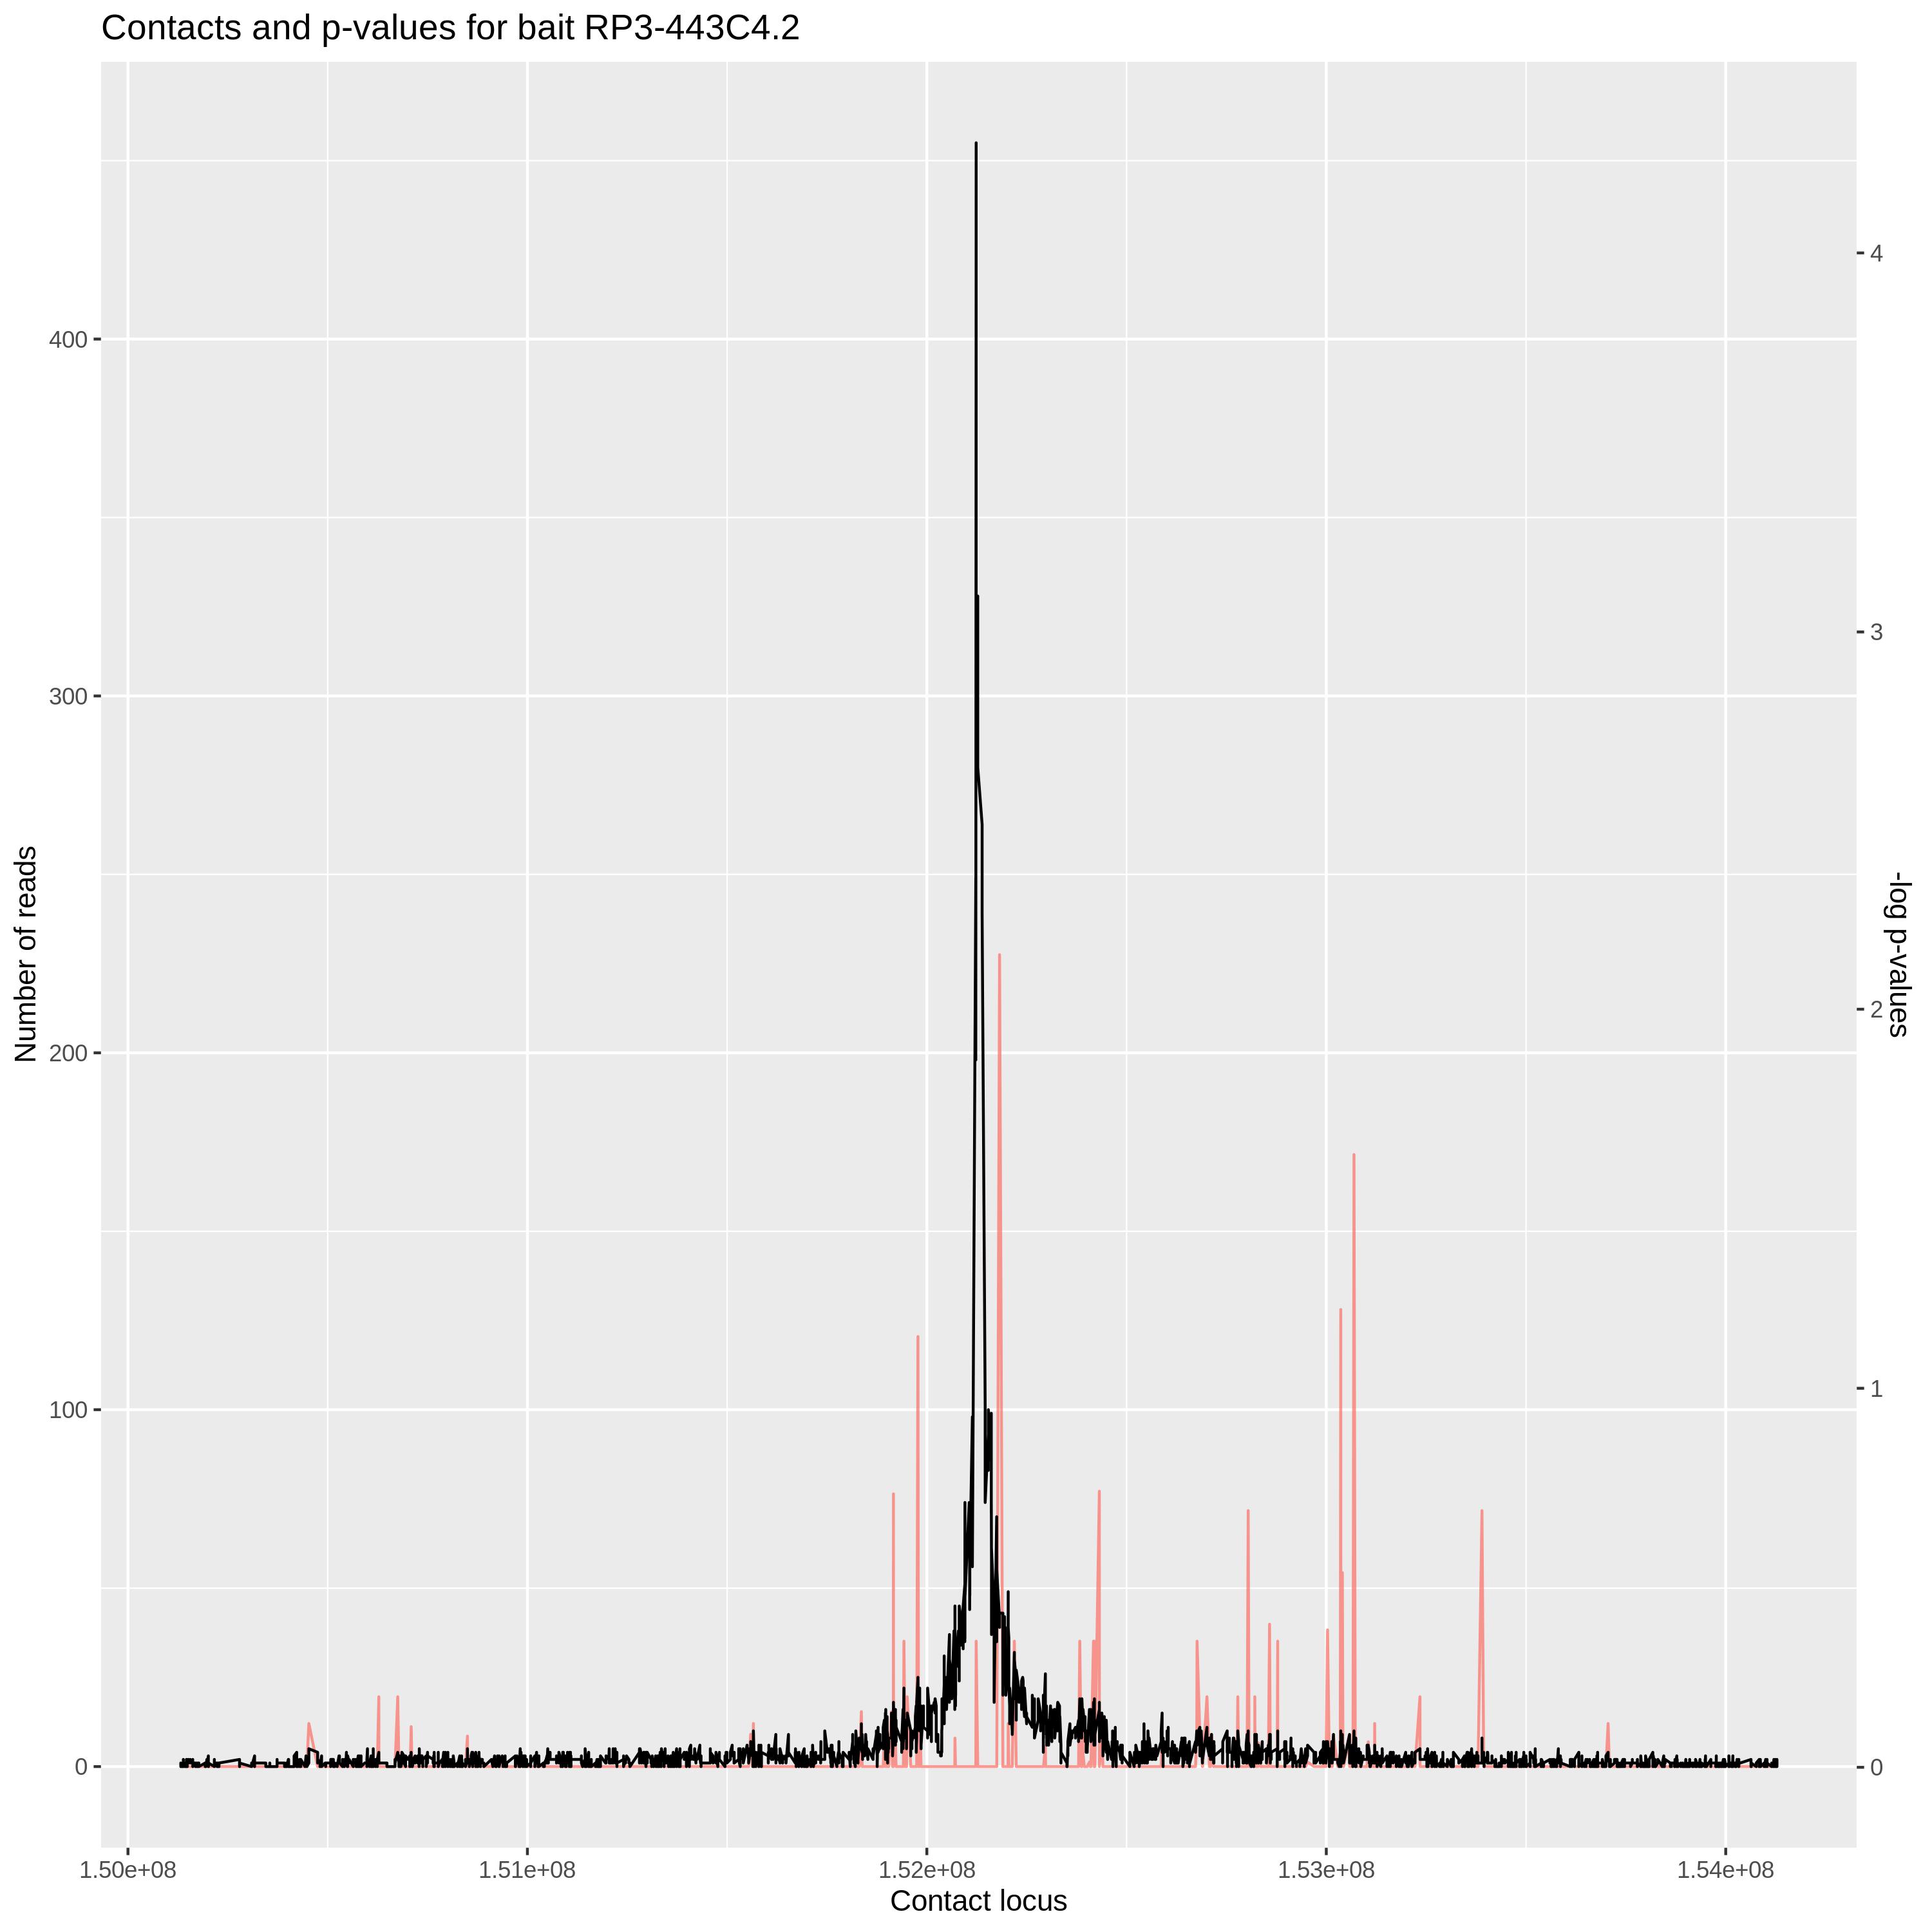 Contacts and p-values for bait RP3-443C4.2
Number of reads
400
300
200
100
0
4
3
2
1
0
-log p-values
1.50e+08
1.51e+08
1.52e+08
1.53e+08
1.54e+08
Contact locus